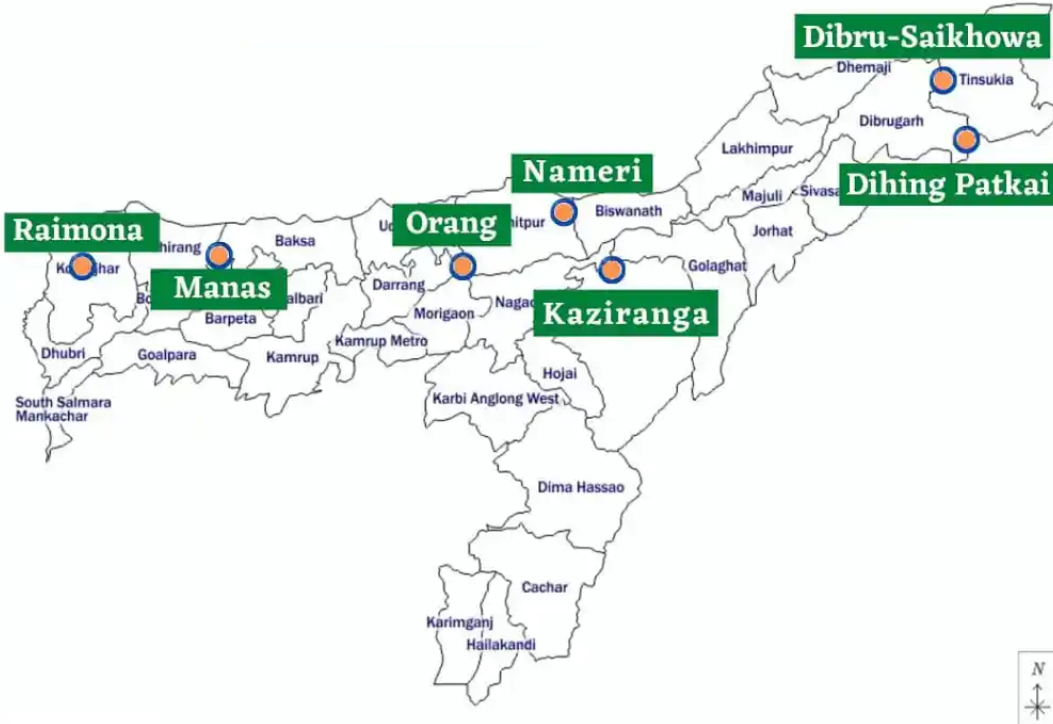 Dibru-Saikhowa
Dhemaji
Tinsukia
Dibrugarh
Lakhimpur
Nameri
Dihing Patkai
Majuli
Sivasa
Orang
Biswanath
Raimona
Baksa
Jorhat
Golaghat
Manas
Darrang
Kaziranga
Morigaon
Barpeta
Kamrup Metro
Dhubri
Goalpara
Kamrup
Hojai
Karbi Anglong West
South Salmara
Mankachar
Dima Hassao
Cachar
Karimganj
Hailakandi
N